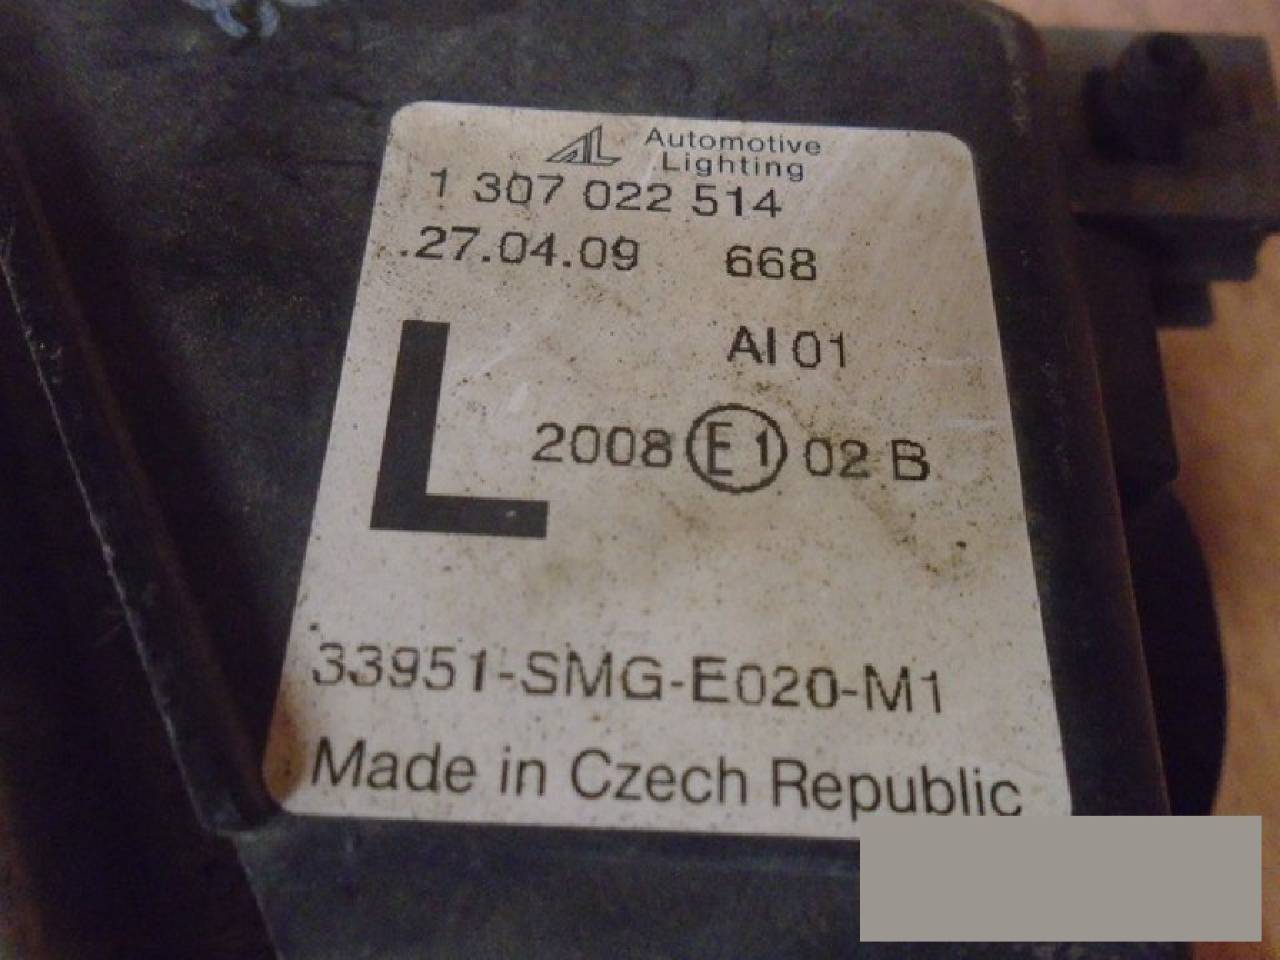 AL Automotive
Lighting
1 307 022 514
.27.04.09 668
AI 01
L
2008 E1 02 B
33951-SMG-E020-M1
Made in Czech Republic